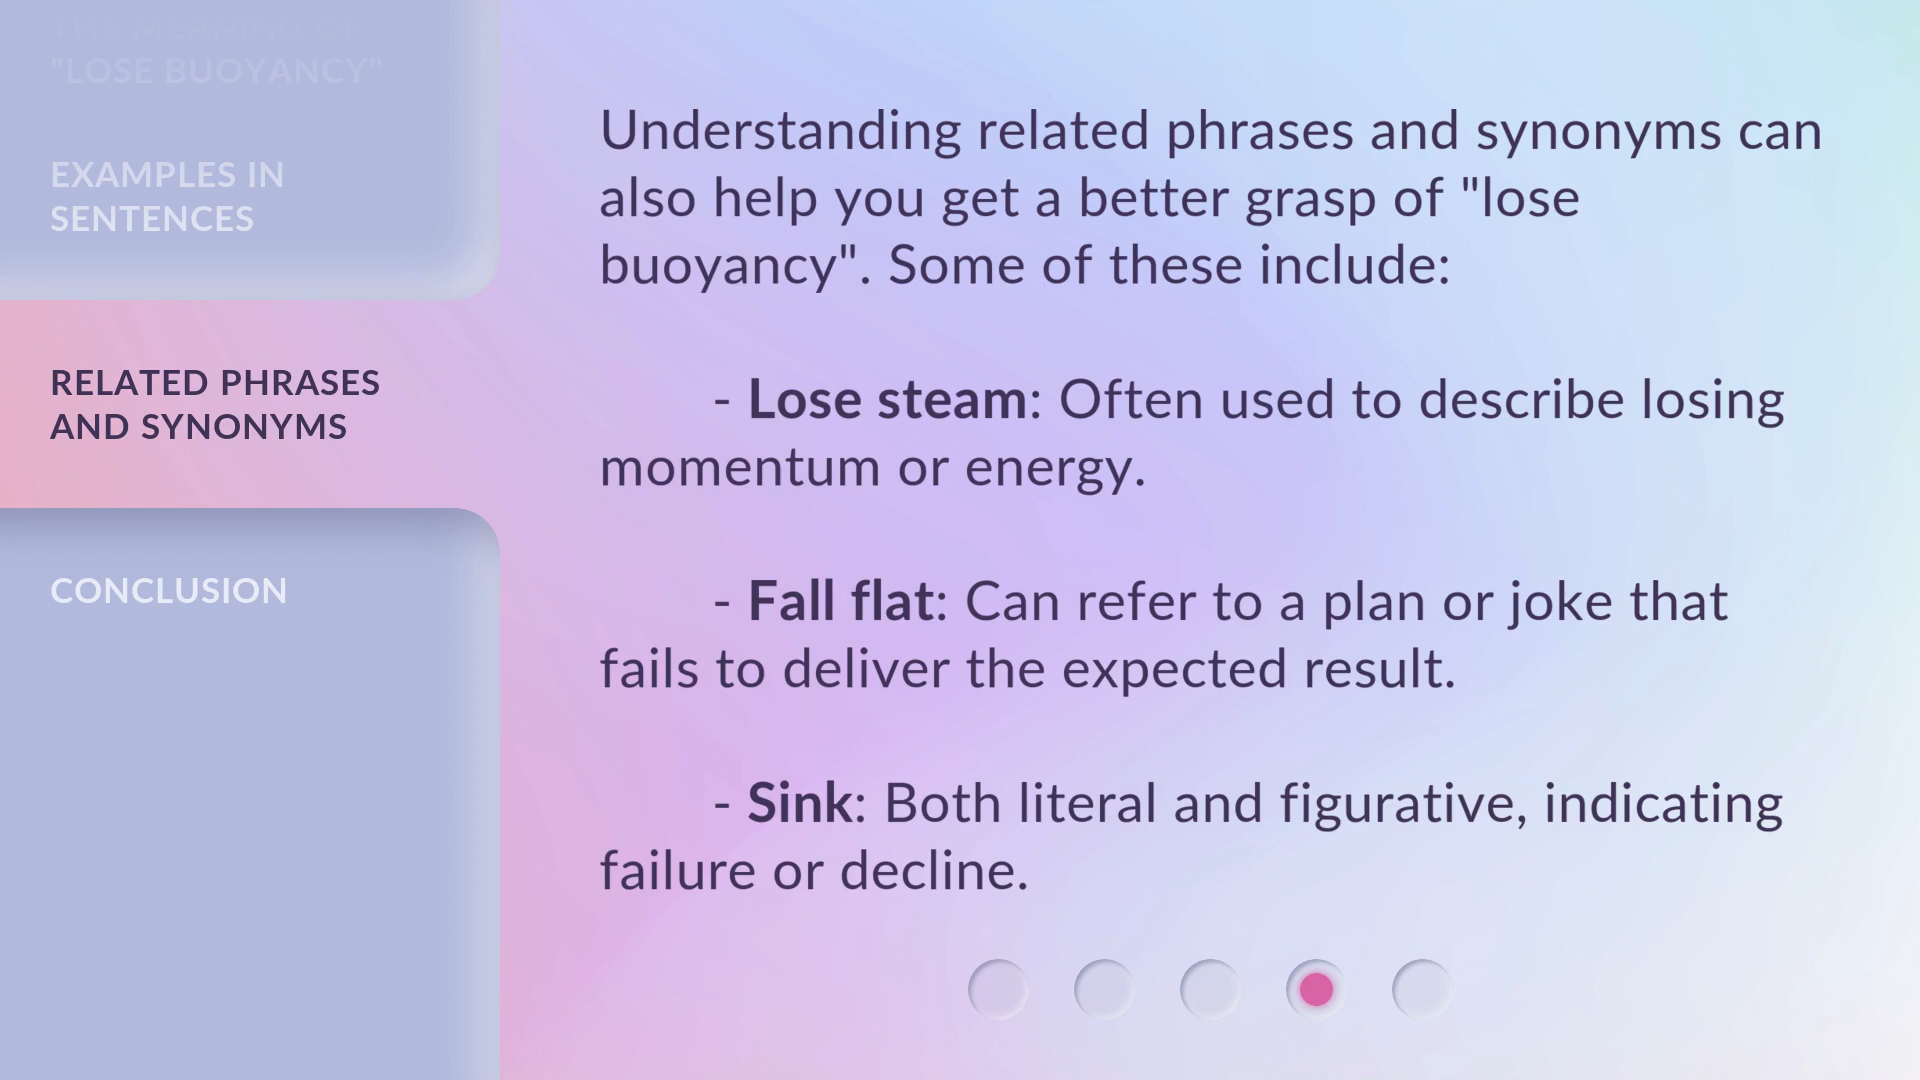 THE MEANING OF
"LOSE BUOYANCY"
EXAMPLES IN
SENTENCES
RELATED PHRASES
AND SYNONYMS
CONCLUSION
Understanding related phrases and synonyms can
also help you get a better grasp of "lose
buoyancy". Some of these include:
- Lose steam: Often used to describe losing
momentum or energy.
- Fall flat: Can refer to a plan or joke that
fails to deliver the expected result.
- Sink: Both literal and figurative, indicating
failure or decline.